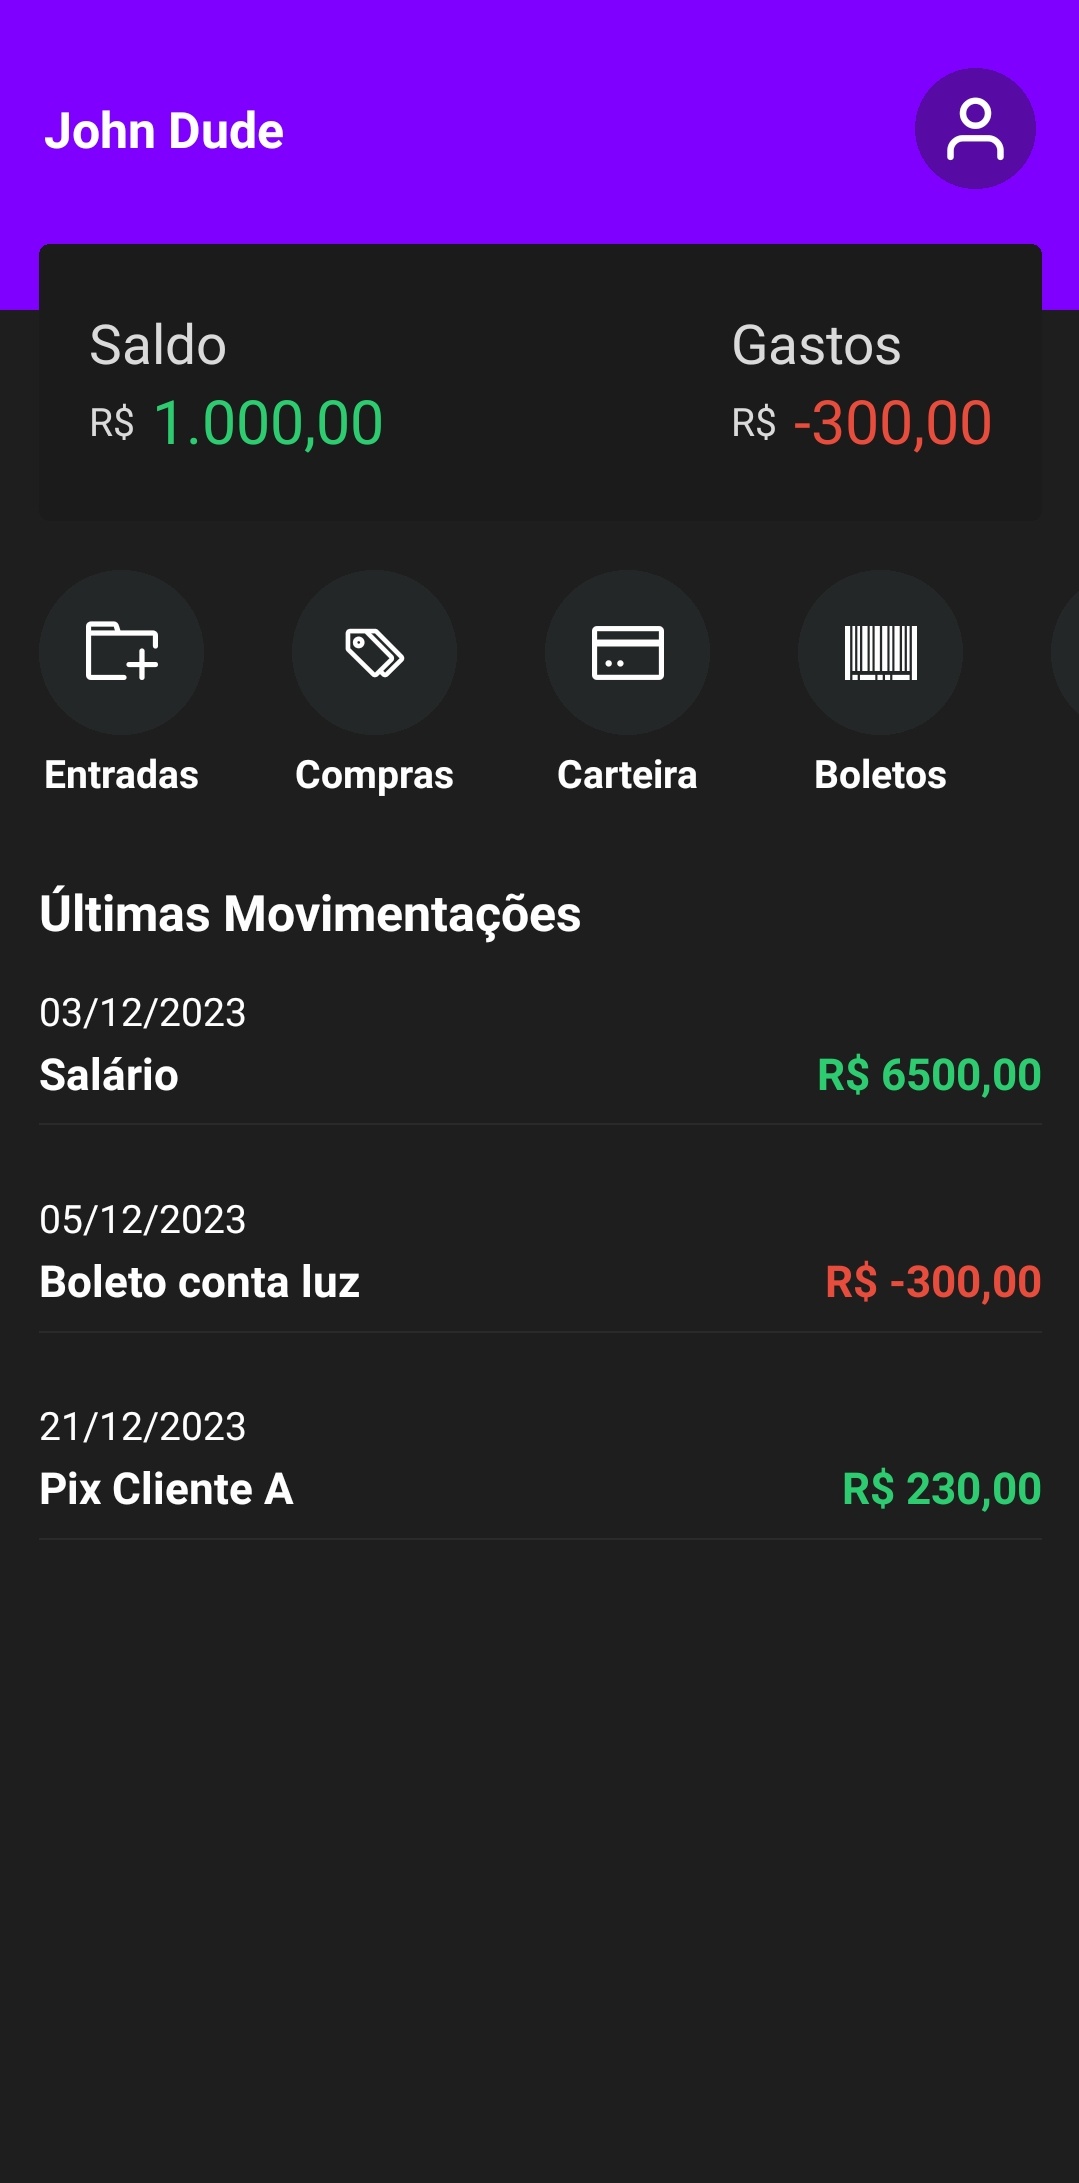 John Dude
Saldo Gastos
R$ 1.000,00 R$ -300,00
Entradas Compras Carteira Boletos
Últimas Movimentações
03/12/2023
Salário R$ 6500,00
05/12/2023
Boleto conta luz R$ -300,00
21/12/2023
Pix Cliente A R$ 230,00